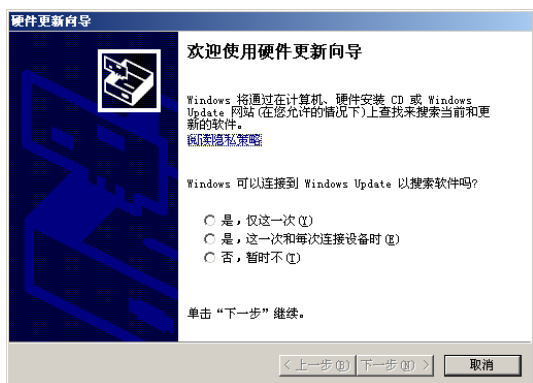 硬件更新向导
欢迎使用硬件更新向导
Windows 将通过在计算机、硬件安装 CD 或 Windows
Update 网站(在您允许的情况下)上查找来搜索当前和更
新的软件。
阅读隐私策略
Windows 可以连接到 Windows Update 以搜索软件吗?
是，仅这一次(Y)
是，这一次和每次连接设备时(E)
否，暂时不(T)
单击“下一步”继续。
< 上一步(B) 下一步(N) > 取消